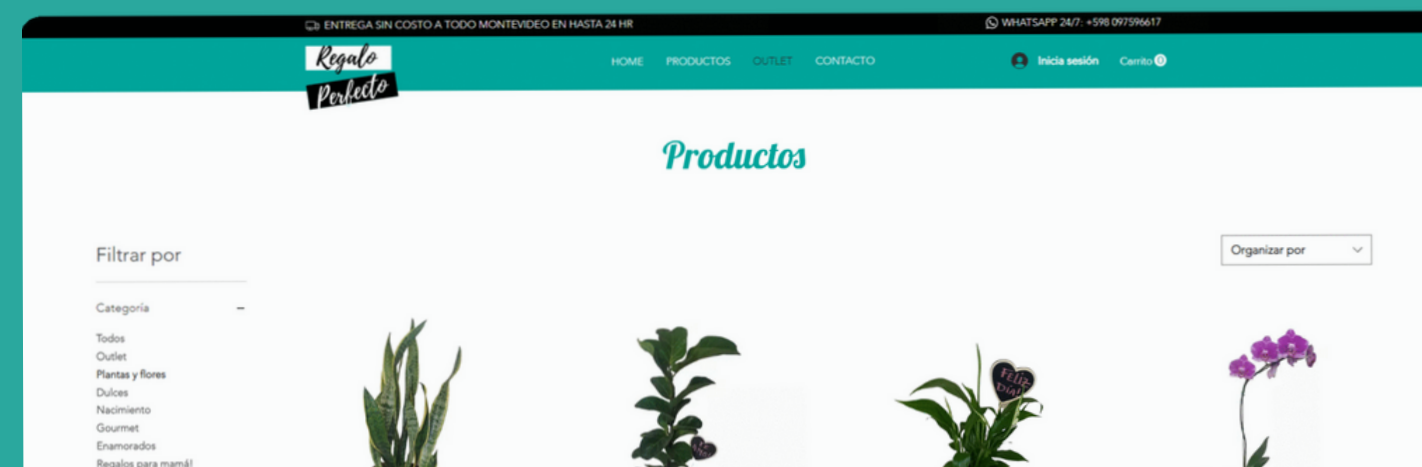 ENTREGA SIN COSTO A TODO MONTEVIDEO EN HASTA 24 HR
WHATSAPP 24/7: +598 097596617
Regalo
Perfecto
HOME PRODUCTOS OUTLET CONTACTO
Inicia sesión Carrito 0
Productos
Filtrar por
Organizar por
Categoría
Todos
Outlet
Plantas y flores
Dulces
Nacimiento
Gourmet
Enamorados
Regalos para mamá!
FELIZ
DÍA!